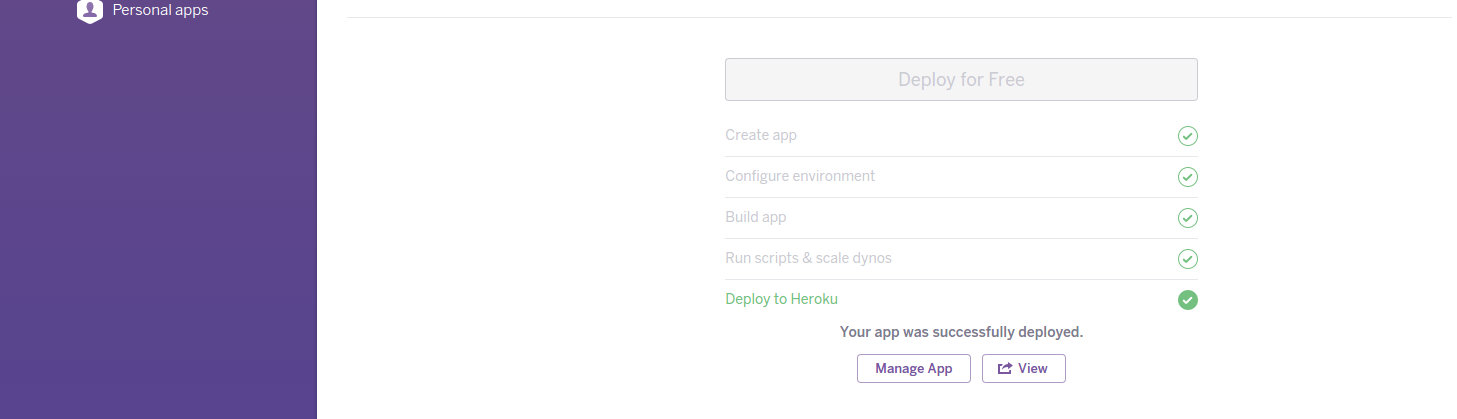 Personal apps
Deploy for Free
Create app
Configure environment
Build app
Run scripts & scale dynos
Deploy to Heroku
Your app was successfully deployed.
Manage App
View